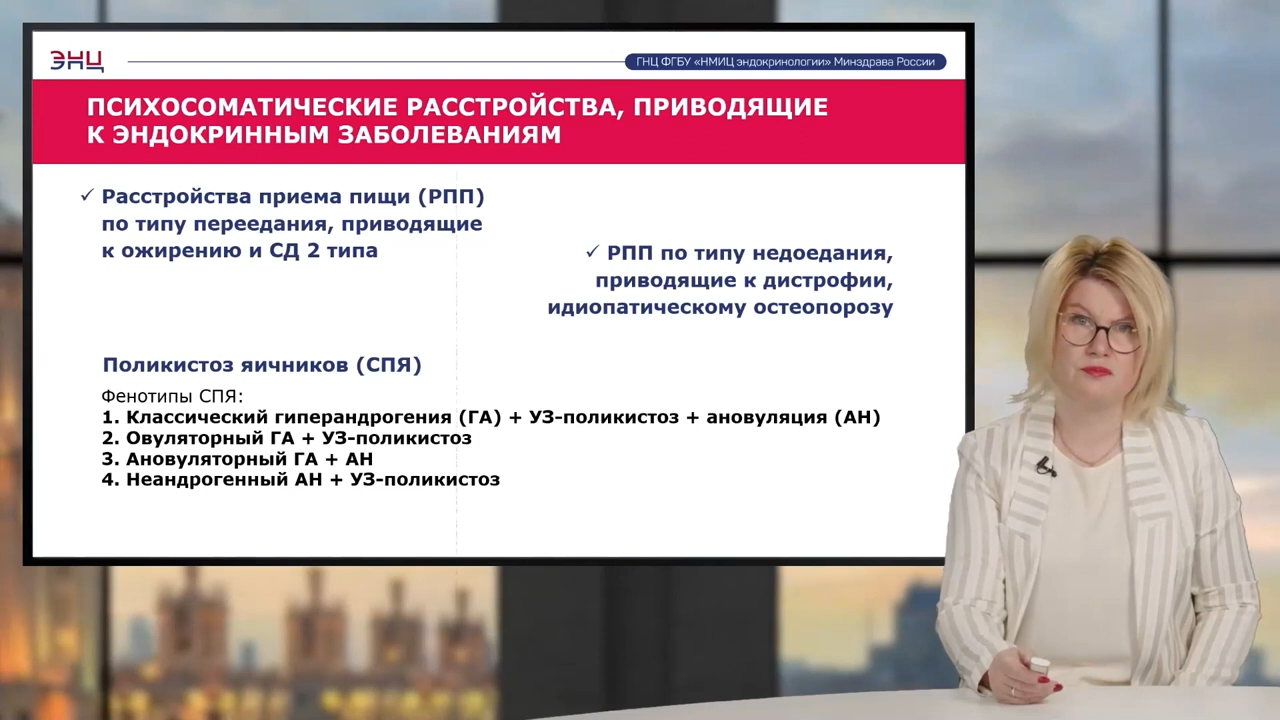 ЭНЦ
ГНЦ ФГБУ «НМИЦ эндокринологии» Минздрава России
ПСИХОСОМАТИЧЕСКИЕ РАССТРОЙСТВА, ПРИВОДЯЩИЕ
К ЭНДОКРИННЫМ ЗАБОЛЕВАНИЯМ
✓ Расстройства приема пищи (РПП)
по типу переедания, приводящие
к ожирению и СД 2 типа
✓ РПП по типу недоедания,
приводящие к дистрофии,
идиопатическому остеопорозу
Поликистоз яичников (СПЯ)
Фенотипы СПЯ:
1. Классический гиперандрогения (ГА) + УЗ-поликистоз + ановуляция (АН)
2. Овуляторный ГА + УЗ-поликистоз
3. Ановуляторный ГА + АН
4. Неандрогенный АН + УЗ-поликистоз